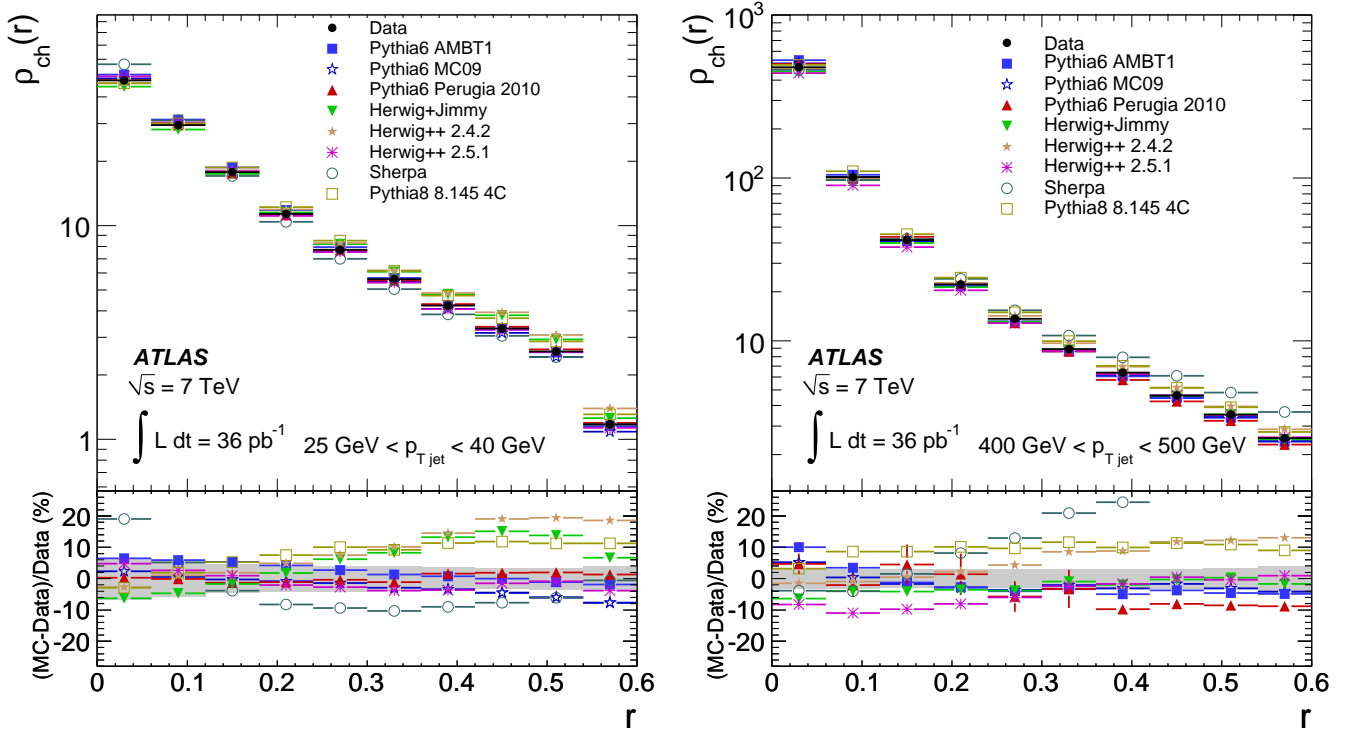 ρch(r)
Data
Pythia6 AMBT1
Pythia6 MC09
Pythia6 Perugia 2010
Herwig+Jimmy
Herwig++ 2.4.2
Herwig++ 2.5.1
Sherpa
Pythia8 8.145 4C
10
1
ATLAS
√s = 7 TeV
∫ L dt = 36 pb-1
25 GeV < pT jet < 40 GeV
(MC-Data)/Data (%)
20
10
0
-10
-20
0 0.1 0.2 0.3 0.4 0.5 0.6
r
ρch(r)
10³
10²
10
Data
Pythia6 AMBT1
Pythia6 MC09
Pythia6 Perugia 2010
Herwig+Jimmy
Herwig++ 2.4.2
Herwig++ 2.5.1
Sherpa
Pythia8 8.145 4C
ATLAS
√s = 7 TeV
∫ L dt = 36 pb-1
400 GeV < pT jet < 500 GeV
(MC-Data)/Data (%)
20
10
0
-10
-20
0 0.1 0.2 0.3 0.4 0.5 0.6
r